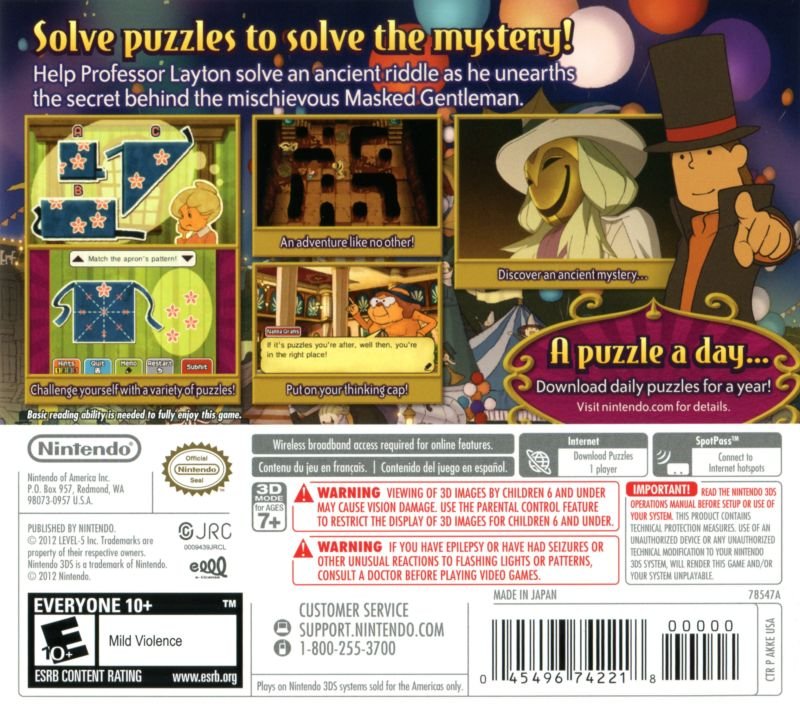 Solve puzzles to solve the mystery!
Help Professor Layton solve an ancient riddle as he unearths
the secret behind the mischievous Masked Gentleman.
A
C
B
Match the apron's pattern!
Hints
Quit
Memo
Restart
Submit
Challenge yourself with a variety of puzzles!
Basic reading ability is needed to fully enjoy this game.
An adventure like no other!
Nanna Grams
If it's puzzles you're after, well then, you're
in the right place!
Put on your thinking cap!
Discover an ancient mystery...
A puzzle a day...
Download daily puzzles for a year!
Visit nintendo.com for details.
Nintendo®
Nintendo of America Inc.
P.O. Box 957, Redmond, WA
98073-0957 U.S.A.
Official
Nintendo
Seal
Wireless broadband access required for online features.
Contenu du jeu en français. | Contenido del juego en español.
Internet
Download Puzzles
1 player
SpotPass™
Connect to
Internet hotspots
3D
MODE
for AGES
7+
WARNING VIEWING OF 3D IMAGES BY CHILDREN 6 AND UNDER
MAY CAUSE VISION DAMAGE. USE THE PARENTAL CONTROL FEATURE
TO RESTRICT THE DISPLAY OF 3D IMAGES FOR CHILDREN 6 AND UNDER.
WARNING IF YOU HAVE EPILEPSY OR HAVE HAD SEIZURES OR
OTHER UNUSUAL REACTIONS TO FLASHING LIGHTS OR PATTERNS,
CONSULT A DOCTOR BEFORE PLAYING VIDEO GAMES.
IMPORTANT! READ THE NINTENDO 3DS
OPERATIONS MANUAL BEFORE SETUP OR USE OF
YOUR SYSTEM. THIS PRODUCT CONTAINS
TECHNICAL PROTECTION MEASURES. USE OF AN
UNAUTHORIZED DEVICE OR ANY UNAUTHORIZED
TECHNICAL MODIFICATION TO YOUR NINTENDO
3DS SYSTEM, WILL RENDER THIS GAME AND/OR
YOUR SYSTEM UNPLAYABLE.
PUBLISHED BY NINTENDO.
© 2012 LEVEL-5 Inc. Trademarks are
property of their respective owners.
Nintendo 3DS is a trademark of Nintendo.
© 2012 Nintendo.
JRC
0009439JRCL
EVERYONE 10+ ™
E
10+
Mild Violence
ESRB CONTENT RATING www.esrb.org
CUSTOMER SERVICE
SUPPORT.NINTENDO.COM
1-800-255-3700
Plays on Nintendo 3DS systems sold for the Americas only.
MADE IN JAPAN
78547A
00000
0 45496 74221 8
CTR P AKKE USA